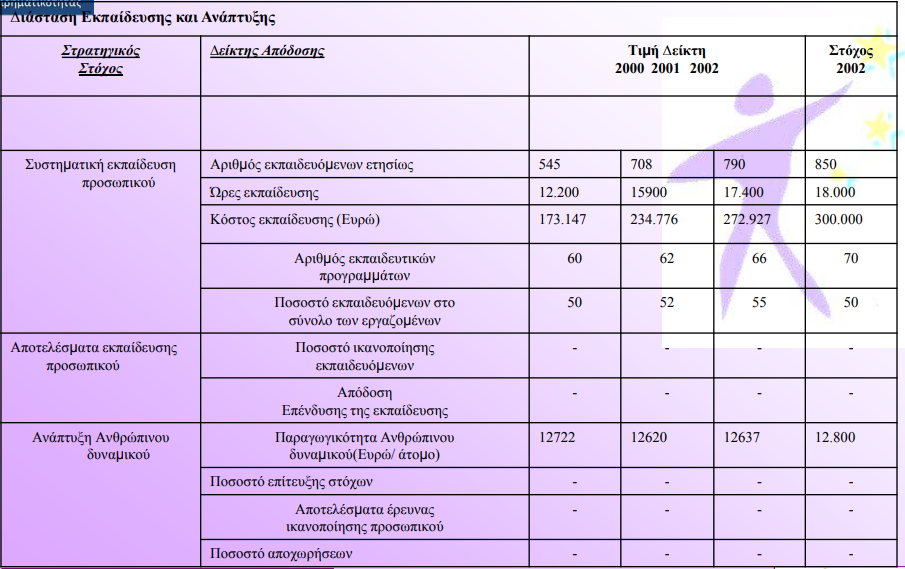 ρηματικότητας
Διάσταση Εκπαίδευσης και Ανάπτυξης
Στρατηγικός
Στόχος
Δείκτης Απόδοσης
Τιμή Δείκτη
2000 2001 2002
Στόχος
2002
Συστηματική εκπαίδευση
προσωπικού
Αριθμός εκπαιδευόμενων ετησίως 545 708 790 850
Ώρες εκπαίδευσης 12.200 15900 17.400 18.000
Κόστος εκπαίδευσης (Ευρώ) 173.147 234.776 272.927 300.000
Αριθμός εκπαιδευτικών
προγραμμάτων
60 62 66 70
Ποσοστό εκπαιδευόμενων στο
σύνολο των εργαζομένων
50 52 55 50
Αποτελέσματα εκπαίδευσης
προσωπικού
Ποσοστό ικανοποίησης
εκπαιδευόμενων
- - - -
Απόδοση
Επένδυσης της εκπαίδευσης
- - - -
Ανάπτυξη Ανθρώπινου
δυναμικού
Παραγωγικότητα Ανθρώπινου
δυναμικού(Ευρώ/ άτομο)
12722 12620 12637 12.800
Ποσοστό επίτευξης στόχων - - - -
Αποτελέσματα έρευνας
ικανοποίησης προσωπικού
- - - -
Ποσοστό αποχωρήσεων - - - -